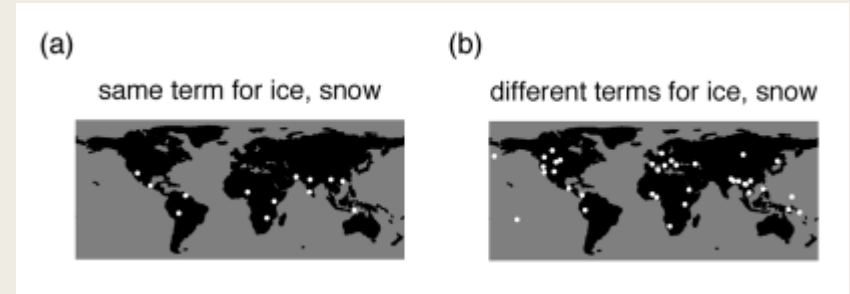 (a)
(b)
same term for ice, snow
different terms for ice, snow